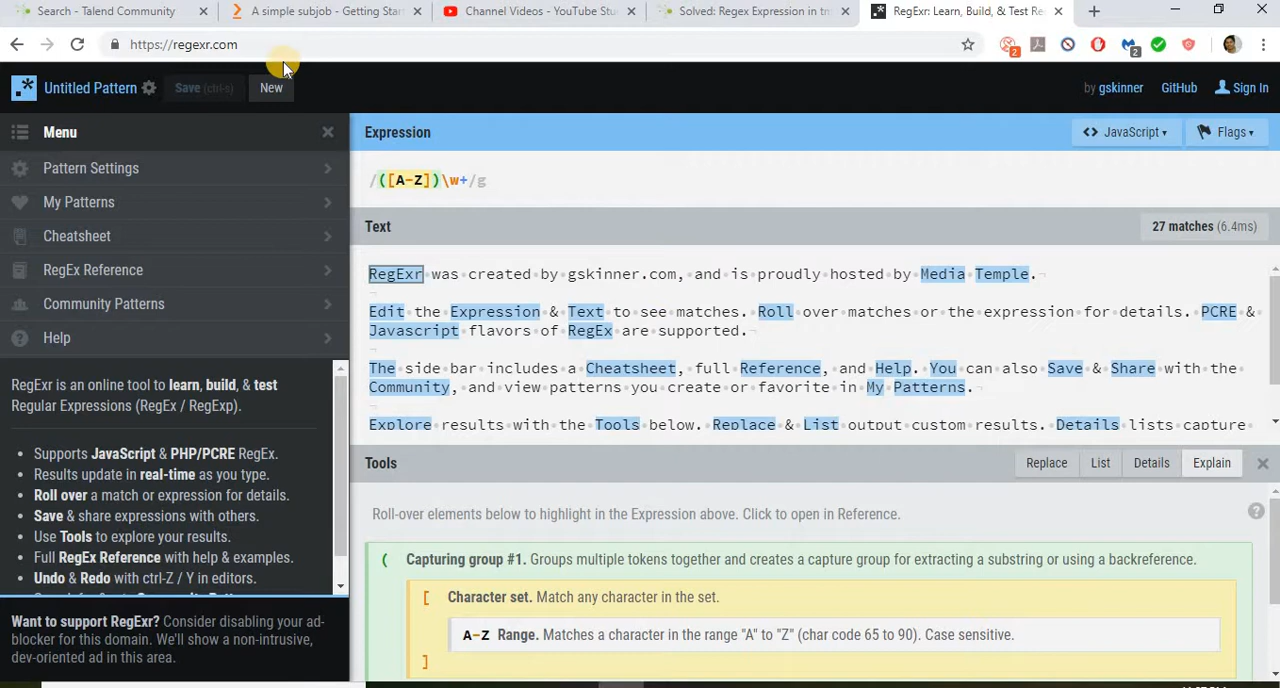 Search - Talend Community
A simple subjob - Getting Star
Channel Videos - YouTube Stu
Solved: Regex Expression in tm
RegExr: Learn, Build, & Test Re
https://regexr.com
2
2
Untitled Pattern
Save (ctrl-s)
New
by gskinner
GitHub
Sign In
Menu
Pattern Settings
My Patterns
Cheatsheet
RegEx Reference
Community Patterns
Help
RegExr is an online tool to learn, build, & test
Regular Expressions (RegEx / RegExp).
Supports JavaScript & PHP/PCRE RegEx.
Results update in real-time as you type.
Roll over a match or expression for details.
Save & share expressions with others.
Use Tools to explore your results.
Full RegEx Reference with help & examples.
Undo & Redo with ctrl-Z / Y in editors.
Want to support RegExr? Consider disabling your ad-
blocker for this domain. We'll show a non-intrusive,
dev-oriented ad in this area.
Expression
JavaScript
Flags
/([A-Z])\w+/g
Text
27 matches (6.4ms)
RegExr was created by gskinner.com, and is proudly hosted by Media Temple.
Edit the Expression & Text to see matches. Roll over matches or the expression for details. PCRE &
Javascript flavors of RegEx are supported.
The side bar includes a Cheatsheet, full Reference, and Help. You can also Save & Share with the
Community, and view patterns you create or favorite in My Patterns.
Explore results with the Tools below. Replace & List output custom results. Details lists capture
Tools
Replace
List
Details
Explain
Roll-over elements below to highlight in the Expression above. Click to open in Reference.
( Capturing group #1. Groups multiple tokens together and creates a capture group for extracting a substring or using a backreference.
[ Character set. Match any character in the set.
A-Z Range. Matches a character in the range "A" to "Z" (char code 65 to 90). Case sensitive.
]